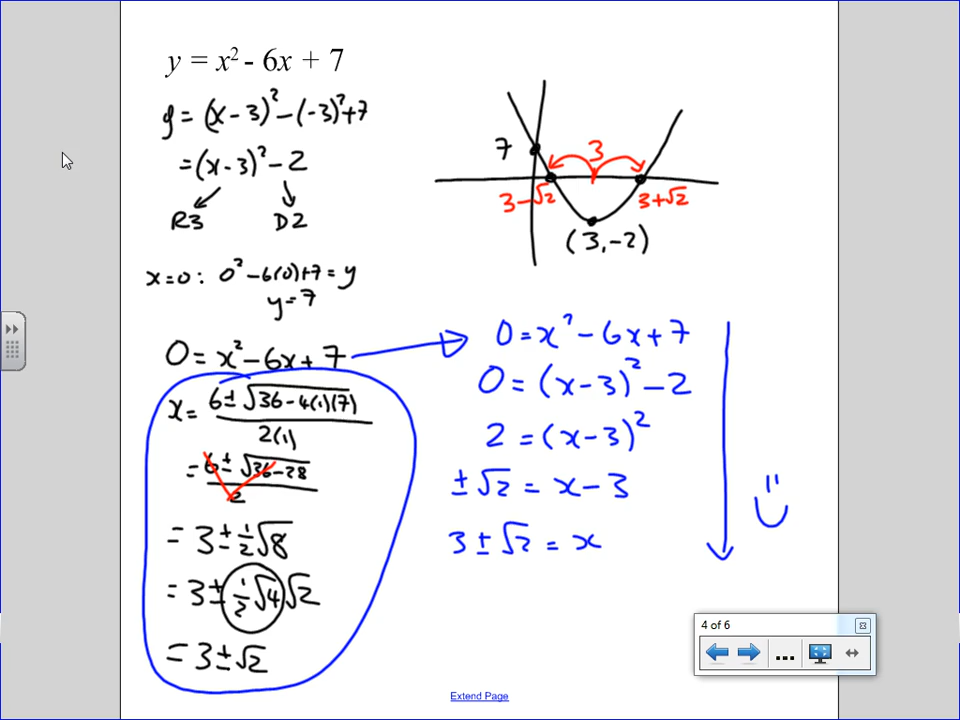 y = x² - 6x + 7
y = (x - 3)² - (-3)² + 7
= (x - 3)² - 2
R3 D2
x = 0 : 0² - 6(0) + 7 = y
y = 7
0 = x² - 6x + 7
x = 6 ± √36 - 4(1)(7)
2(1)
= 6 ± √36 - 28
2
= 3 ± ½√8
= 3 ± ½√4 √2
= 3 ± √2
7
3
3 - √2
3 + √2
(3, -2)
0 = x² - 6x + 7
0 = (x - 3)² - 2
2 = (x - 3)²
± √2 = x - 3
3 ± √2 = x
4 of 6
...
Extend Page